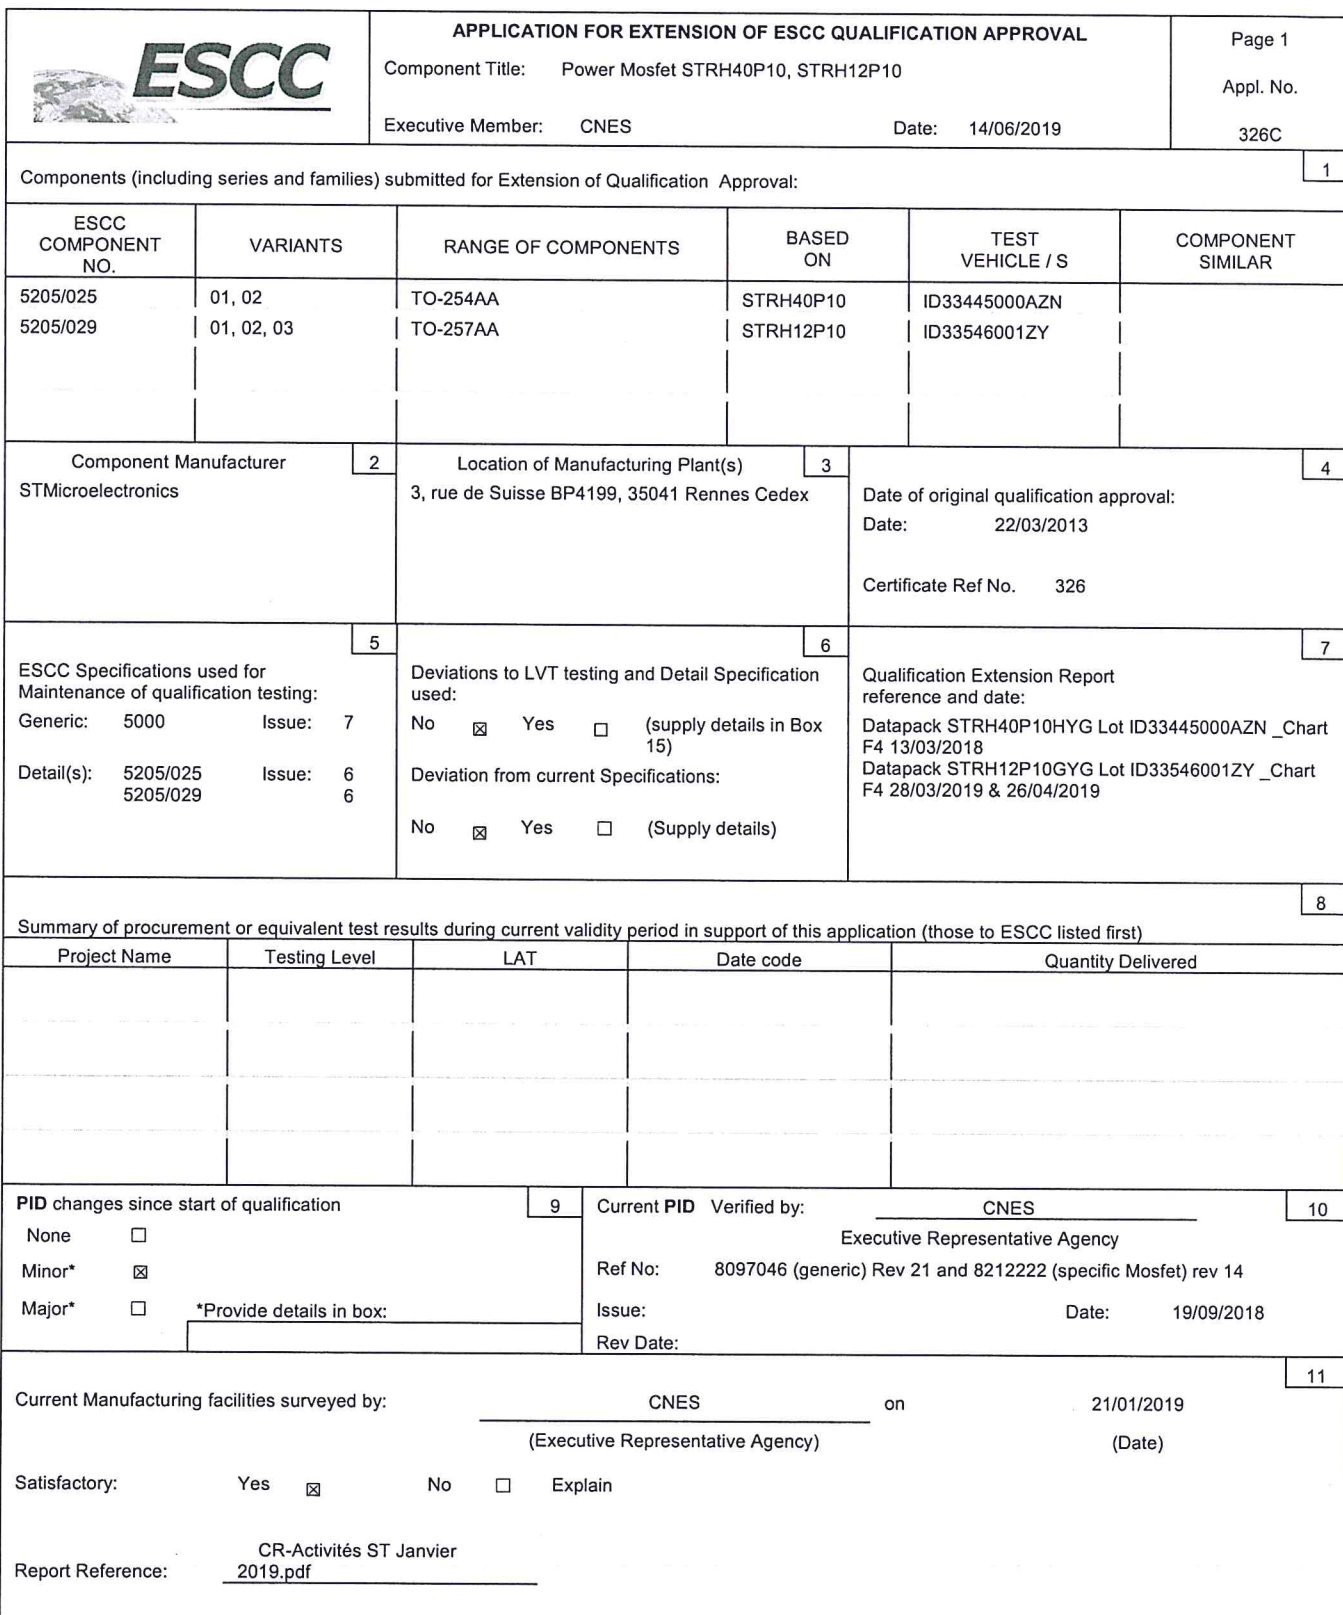 ESCC
APPLICATION FOR EXTENSION OF ESCC QUALIFICATION APPROVAL
Component Title: Power Mosfet STRH40P10, STRH12P10
Executive Member: CNES Date: 14/06/2019
Page 1
Appl. No.
326C
1
Components (including series and families) submitted for Extension of Qualification Approval:
ESCC COMPONENT NO. VARIANTS RANGE OF COMPONENTS BASED ON TEST VEHICLE / S COMPONENT SIMILAR
5205/025 01, 02 TO-254AA STRH40P10 ID33445000AZN
5205/029 01, 02, 03 TO-257AA STRH12P10 ID33546001ZY
Component Manufacturer 2
STMicroelectronics
Location of Manufacturing Plant(s) 3
3, rue de Suisse BP4199, 35041 Rennes Cedex
4
Date of original qualification approval:
Date: 22/03/2013
Certificate Ref No. 326
5
ESCC Specifications used for
Maintenance of qualification testing:
Generic: 5000 Issue: 7
Detail(s): 5205/025 Issue: 6
5205/029 6
6
Deviations to LVT testing and Detail Specification
used:
No ☒ Yes ☐ (supply details in Box
15)
Deviation from current Specifications:
No ☒ Yes ☐ (Supply details)
7
Qualification Extension Report
reference and date:
Datapack STRH40P10HYG Lot ID33445000AZN _Chart
F4 13/03/2018
Datapack STRH12P10GYG Lot ID33546001ZY _Chart
F4 28/03/2019 & 26/04/2019
8
Summary of procurement or equivalent test results during current validity period in support of this application (those to ESCC listed first)
Project Name Testing Level LAT Date code Quantity Delivered
PID changes since start of qualification 9
None ☐
Minor* ☒
Major* ☐ *Provide details in box:
Current PID Verified by: CNES 10
Executive Representative Agency
Ref No: 8097046 (generic) Rev 21 and 8212222 (specific Mosfet) rev 14
Issue: Date: 19/09/2018
Rev Date:
11
Current Manufacturing facilities surveyed by: CNES on 21/01/2019
(Executive Representative Agency) (Date)
Satisfactory: Yes ☒ No ☐ Explain
CR-Activités ST Janvier
Report Reference: 2019.pdf